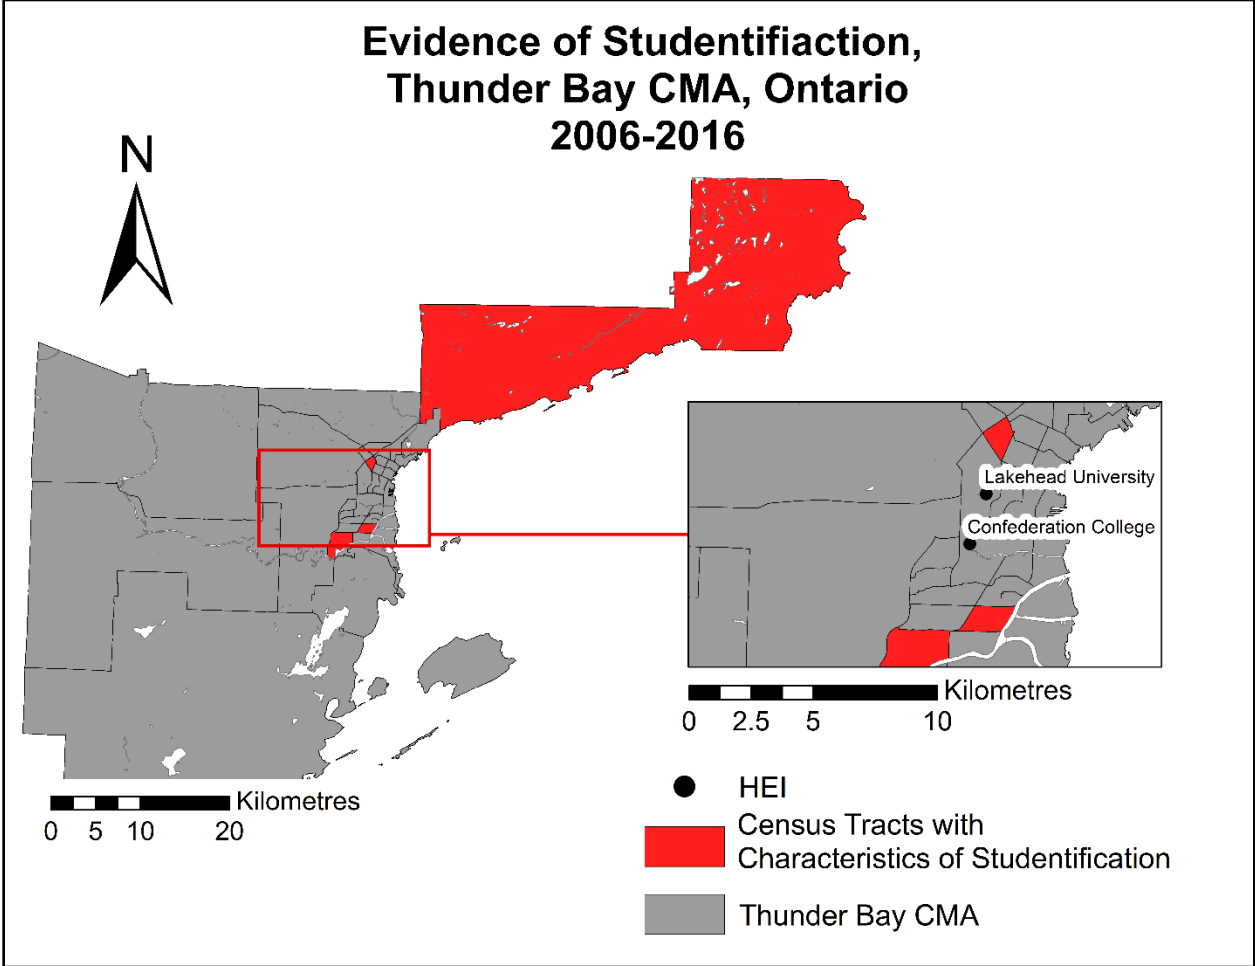 Evidence of Studentifiaction,
Thunder Bay CMA, Ontario
2006-2016
N
Lakehead University
Confederation College
Kilometres
0 2.5 5 10
Kilometres
0 5 10 20
HEI
Census Tracts with
Characteristics of Studentification
Thunder Bay CMA